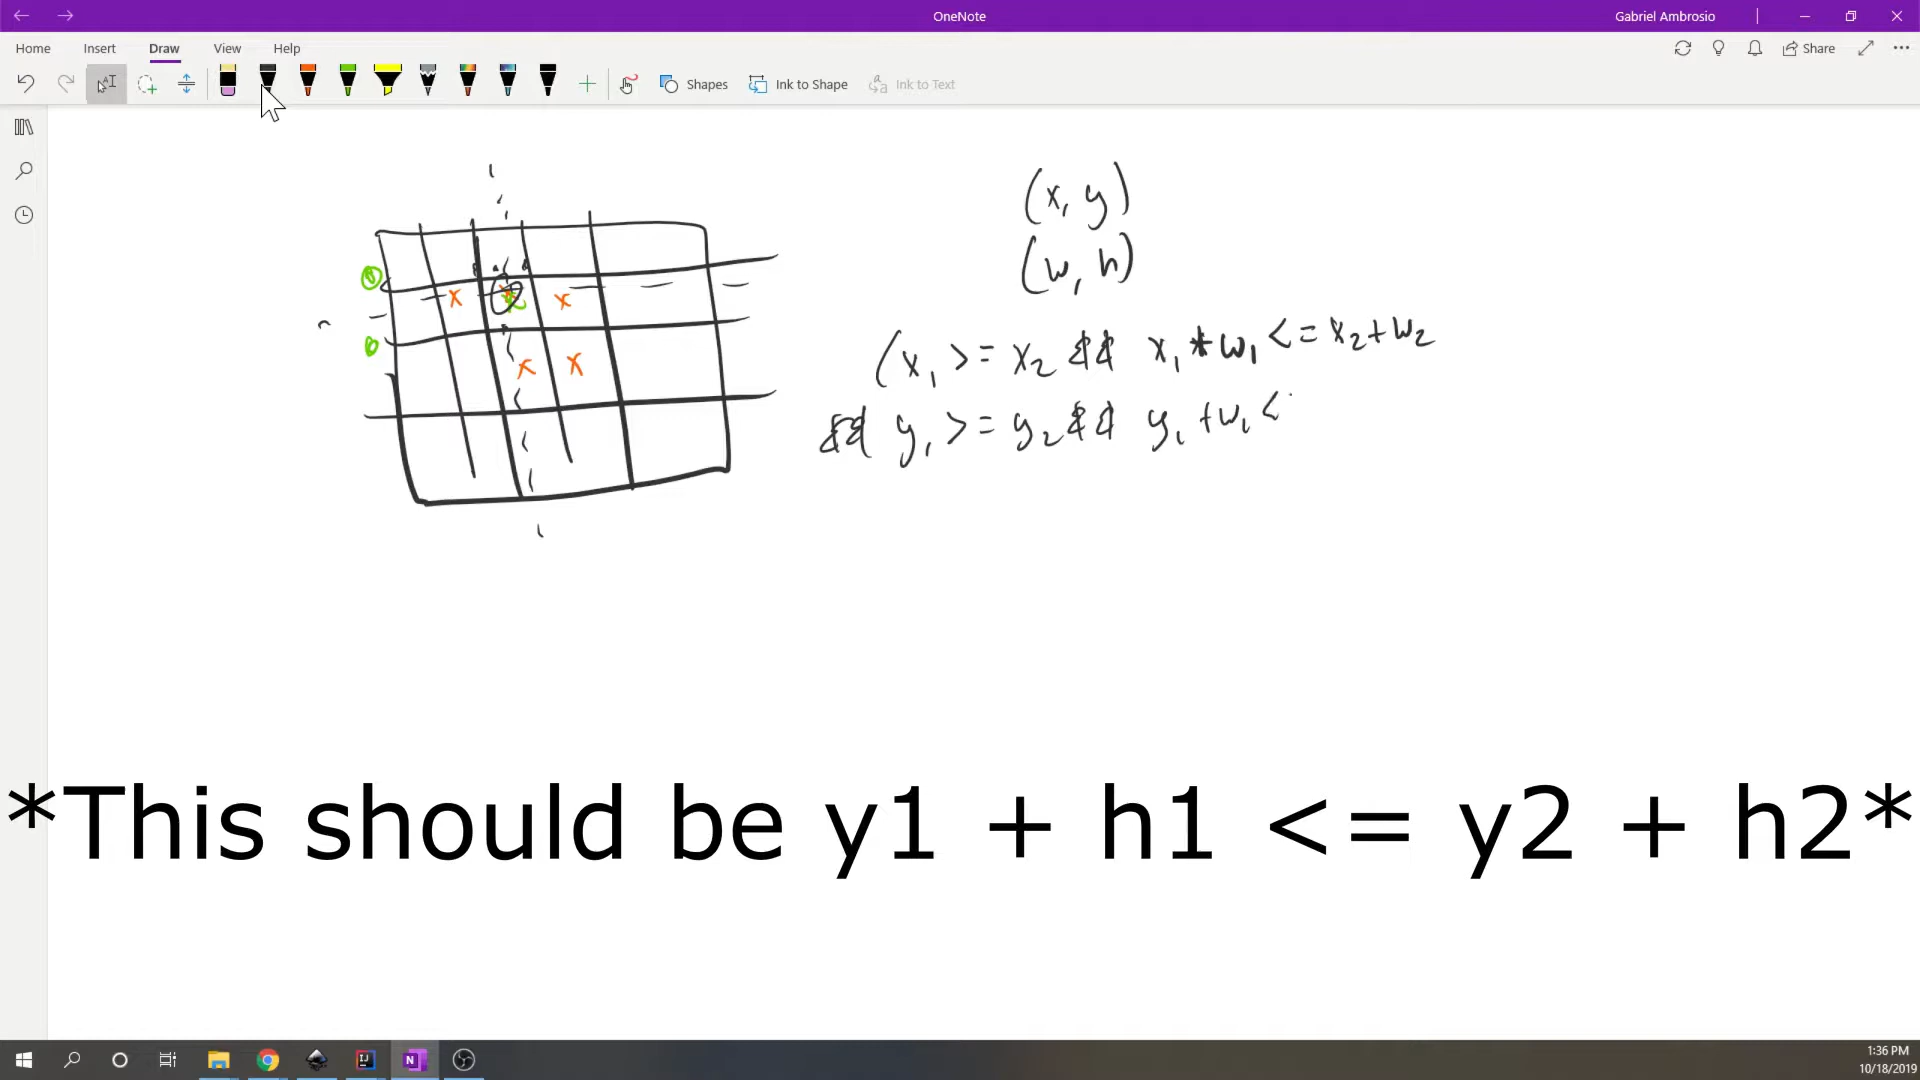 OneNote
Gabriel Ambrosio
Home Insert Draw View Help
Share
Shapes Ink to Shape Ink to Text
(x, y)
(w, h)
(x1 >= x2 && x1 * w1 <= x2 + w2
&& y1 >= y2 && y1 + w1 <
*This should be y1 + h1 <= y2 + h2*
1:36 PM
10/18/2019